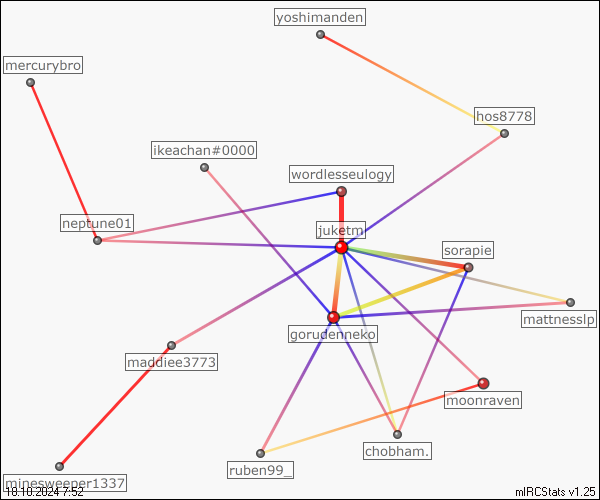 yoshimanden
mercurybro
hos8778
ikeachan#0000
wordlesseulogy
neptune01
juketm
sorapie
mattnesslp
gorudenneko
maddiee3773
moonraven
chobham.
ruben99_
minesweeper1337
18.10.2024 7:52
mIRCStats v1.25